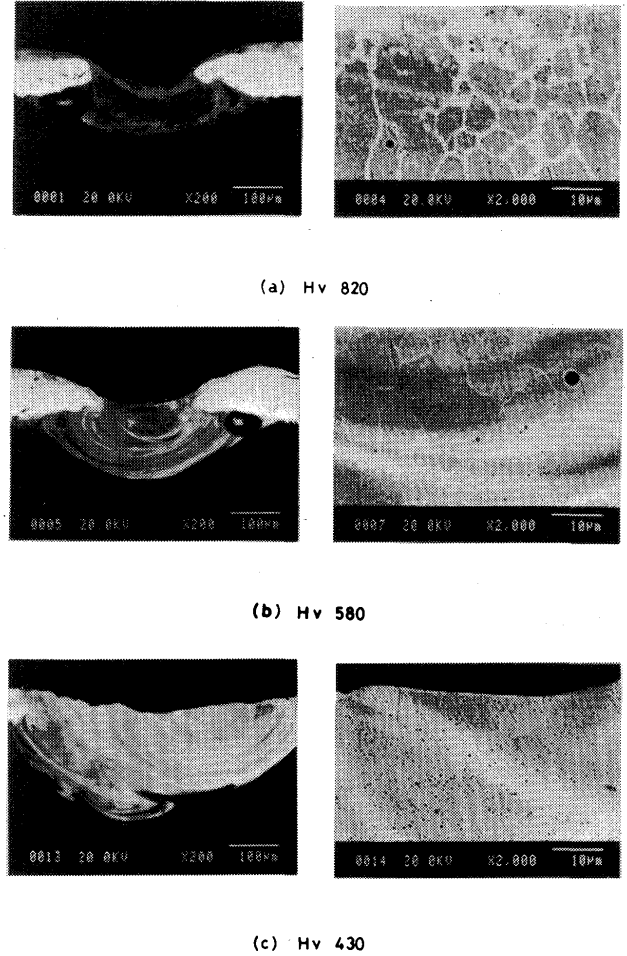 0001 20.0KV X200 100µm
0004 20.0KV X2,000 10µm
(a) Hv 820
0005 20.0KV X200 100µm
0007 20.0KV X2,000 10µm
(b) Hv 580
0013 20.0KV X200 100µm
0014 20.0KV X2,000 10µm
(c) Hv 430